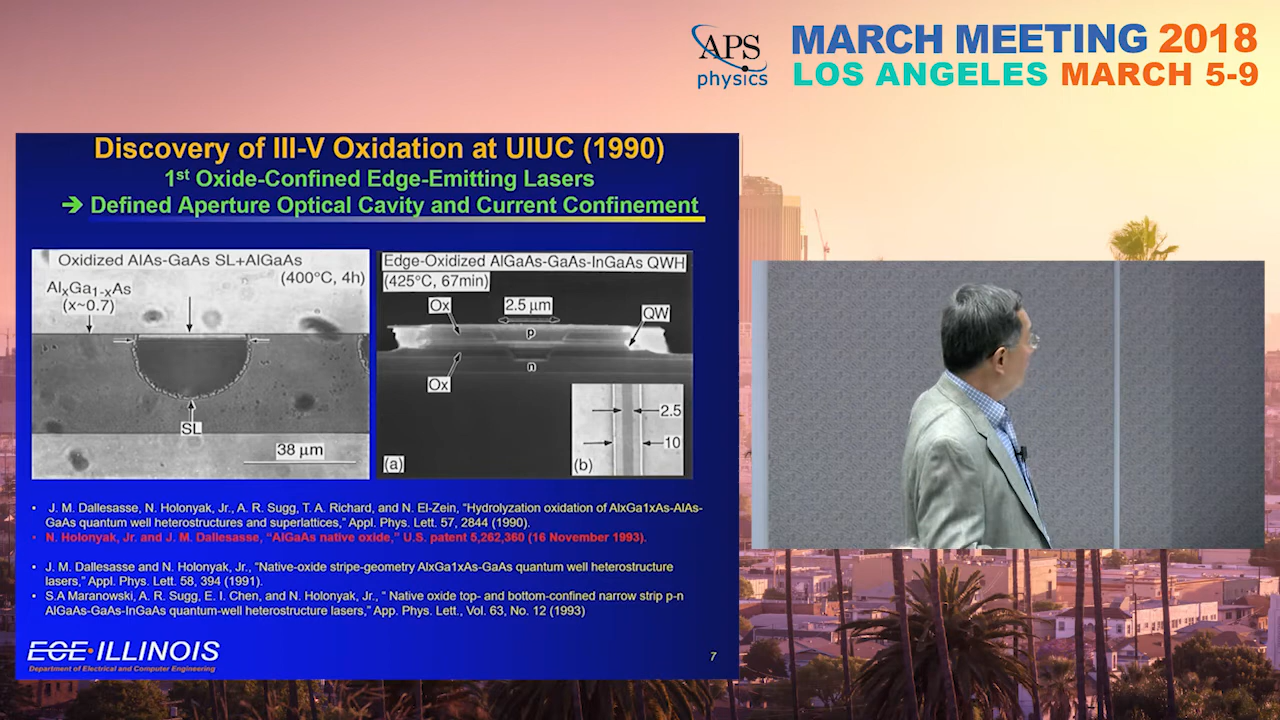 APS
physics
MARCH MEETING 2018
LOS ANGELES MARCH 5-9
Discovery of III-V Oxidation at UIUC (1990)
1st Oxide-Confined Edge-Emitting Lasers
➔ Defined Aperture Optical Cavity and Current Confinement
Oxidized AlAs-GaAs SL+AlGaAs
(400°C, 4h)
AlxGa1-xAs
(x~0.7)
SL
38 μm
Edge-Oxidized AlGaAs-GaAs-InGaAs QWH
(425°C, 67min)
Ox
2.5 μm
QW
p
n
Ox
2.5
10
(a)
(b)
• J. M. Dallesasse, N. Holonyak, Jr., A. R. Sugg, T. A. Richard, and N. El-Zein, “Hydrolyzation oxidation of AlxGa1xAs-AlAs-
GaAs quantum well heterostructures and superlattices,” Appl. Phys. Lett. 57, 2844 (1990).
• N. Holonyak, Jr. and J. M. Dallesasse, “AlGaAs native oxide,” U.S. patent 5,262,360 (16 November 1993).
• J. M. Dallesasse and N. Holonyak, Jr., “Native-oxide stripe-geometry AlxGa1xAs-GaAs quantum well heterostructure
lasers,” Appl. Phys. Lett. 58, 394 (1991).
• S.A Maranowski, A. R. Sugg, E. I. Chen, and N. Holonyak, Jr., “ Native oxide top- and bottom-confined narrow strip p-n
AlGaAs-GaAs-InGaAs quantum-well heterostructure lasers,” App. Phys. Lett., Vol. 63, No. 12 (1993)
ECE·ILLINOIS
Department of Electrical and Computer Engineering
7